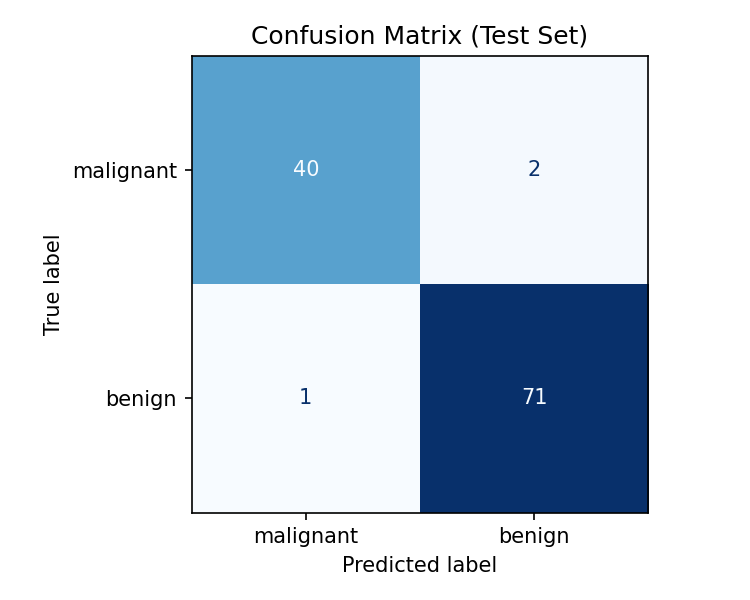 Confusion Matrix (Test Set)
True label
malignant
40
2
benign
1
71
malignant
benign
Predicted label